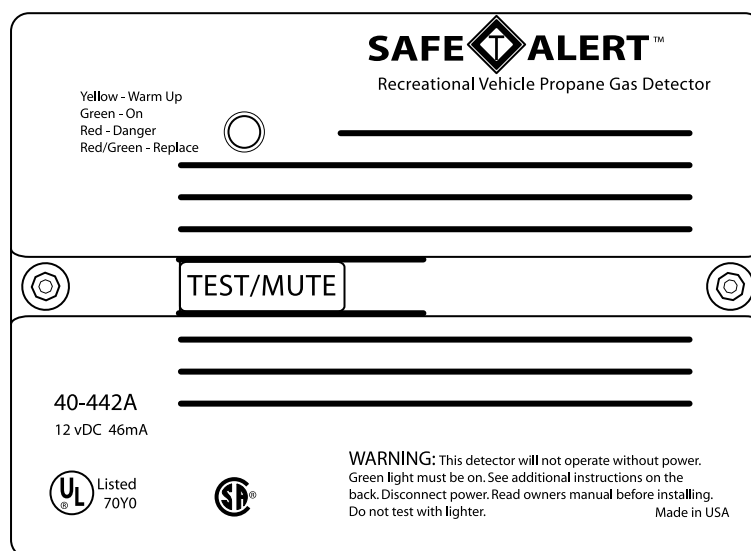 SAFE T ALERT™
Recreational Vehicle Propane Gas Detector
Yellow - Warm Up
Green - On
Red - Danger
Red/Green - Replace
TEST/MUTE
40-442A
12 vDC 46mA
UL® Listed
70Y0
SA®
WARNING: This detector will not operate without power.
Green light must be on. See additional instructions on the
back. Disconnect power. Read owners manual before installing.
Do not test with lighter.
Made in USA